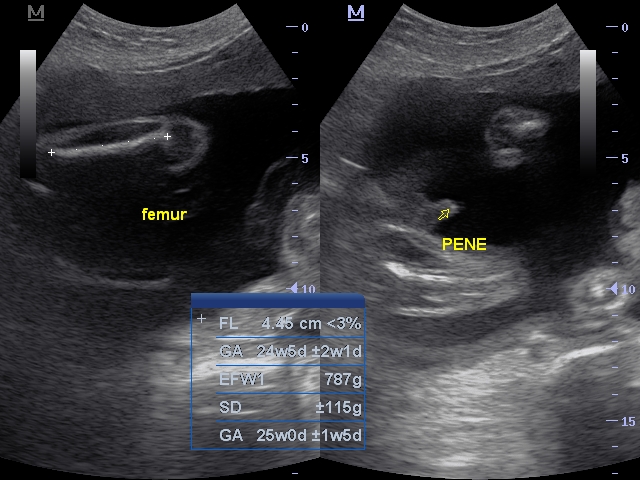 M
M
0
0
5
5
10
10
15
femur
PENE
+ FL 4.45 cm <3%
GA 24w5d ±2w1d
EFW1 787g
SD ±115g
GA 25w0d ±1w5d